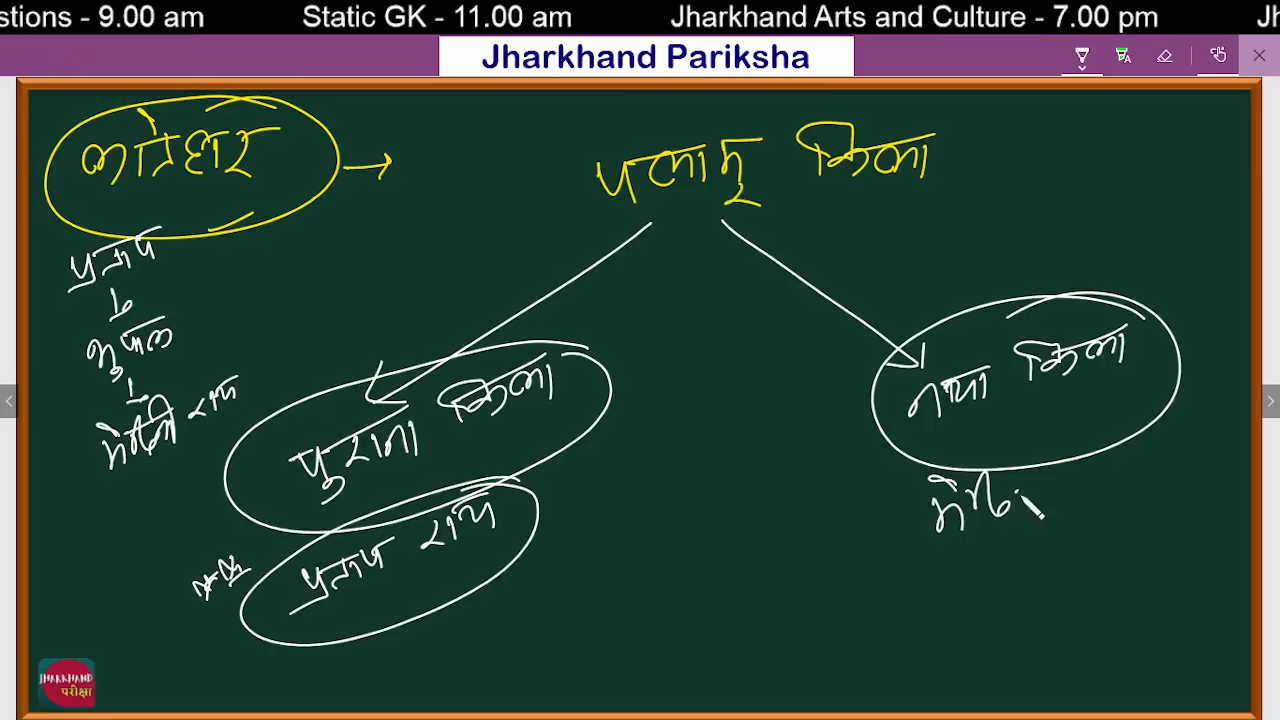 stions - 9.00 am Static GK - 11.00 am Jharkhand Arts and Culture - 7.00 pm Jh
Jharkhand Pariksha
लातेहार → पलामू किला
प्रताप
भुपाल
मेदिनी राय
पुराना किला
नया किला
प्रताप राय
मेदि
JHARKHAND
परीक्षा